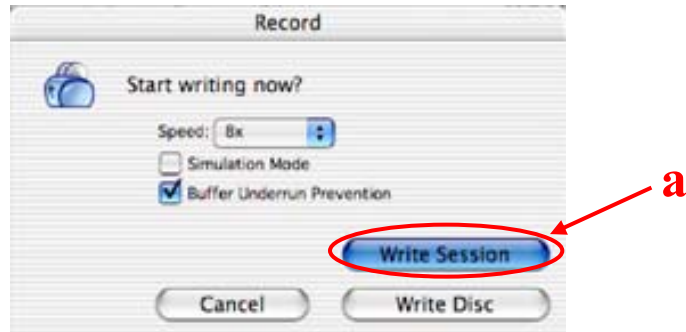 Record
Start writing now?
Speed: 8x
Simulation Mode
Buffer Underrun Prevention
a
Write Session
Cancel Write Disc